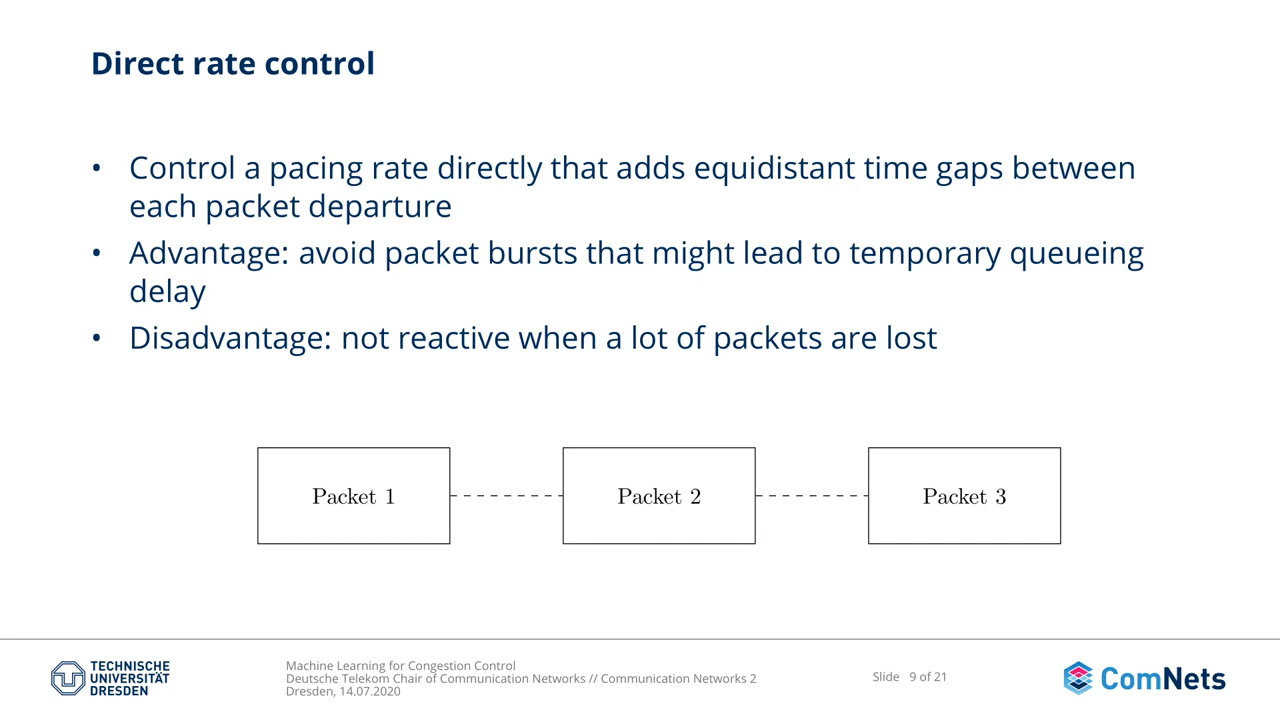 Direct rate control
• Control a pacing rate directly that adds equidistant time gaps between
each packet departure
• Advantage: avoid packet bursts that might lead to temporary queueing
delay
• Disadvantage: not reactive when a lot of packets are lost
Packet 1
Packet 2
Packet 3
TECHNISCHE
UNIVERSITÄT
DRESDEN
Machine Learning for Congestion Control
Deutsche Telekom Chair of Communication Networks // Communication Networks 2
Dresden, 14.07.2020
Slide 9 of 21
ComNets